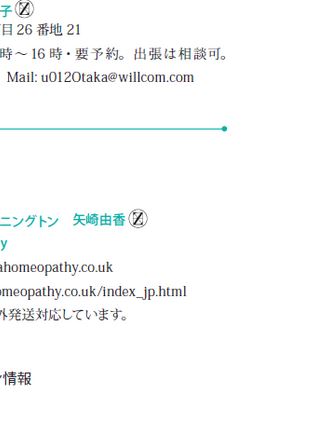 子
目 26 番地 21
時～ 16 時・要予約。出張は相談可。
Mail: u012Otaka@willcom.com
ニングトン　矢崎由香
y
ahomeopathy.co.uk
omeopathy.co.uk/index_jp.html
外発送対応しています。
情報